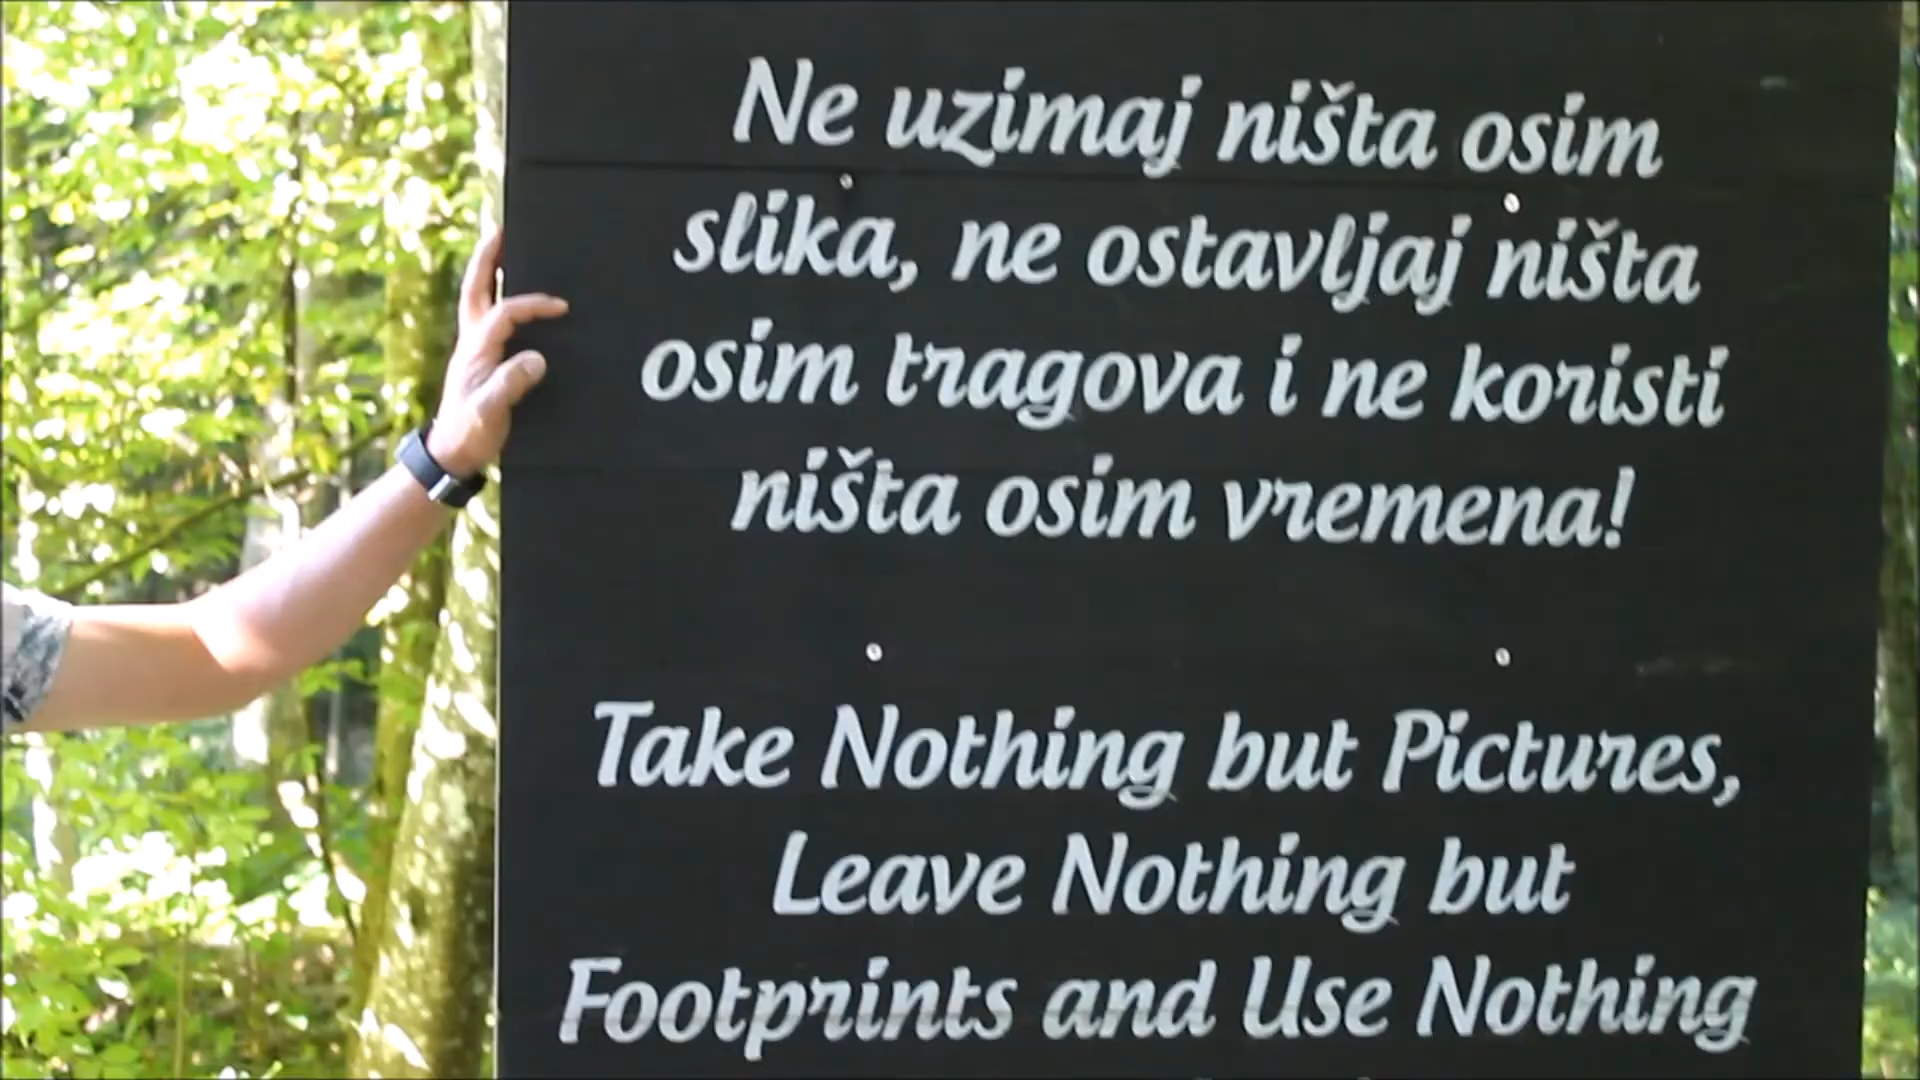 Ne uzimaj ništa osim
slika, ne ostavljaj ništa
osim tragova i ne koristi
ništa osim vremena!
Take Nothing but Pictures,
Leave Nothing but
Footprints and Use Nothing